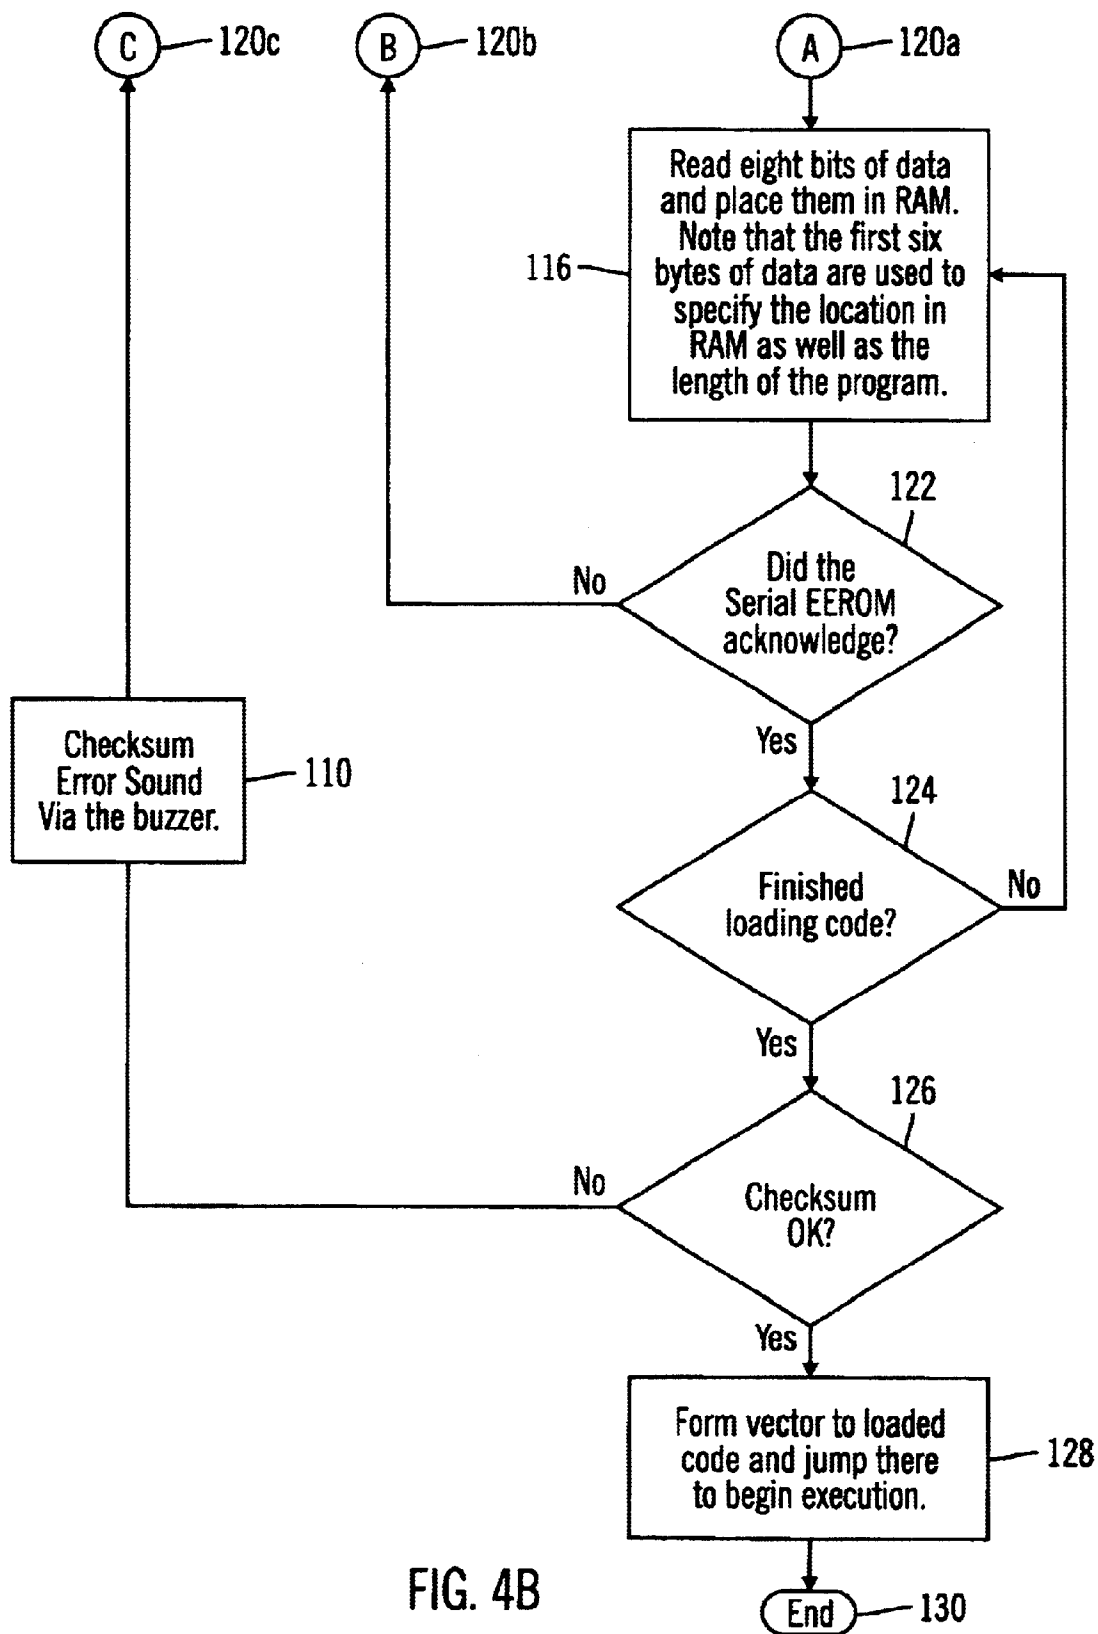 C
120c
B
120b
A
120a
Read eight bits of data
and place them in RAM.
Note that the first six
bytes of data are used to
specify the location in
RAM as well as the
length of the program.
116
122
Did the
Serial EEROM
acknowledge?
No
Yes
Checksum
Error Sound
Via the buzzer.
110
124
Finished
loading code?
No
Yes
126
Checksum
OK?
No
Yes
Form vector to loaded
code and jump there
to begin execution.
128
End
130
FIG. 4B